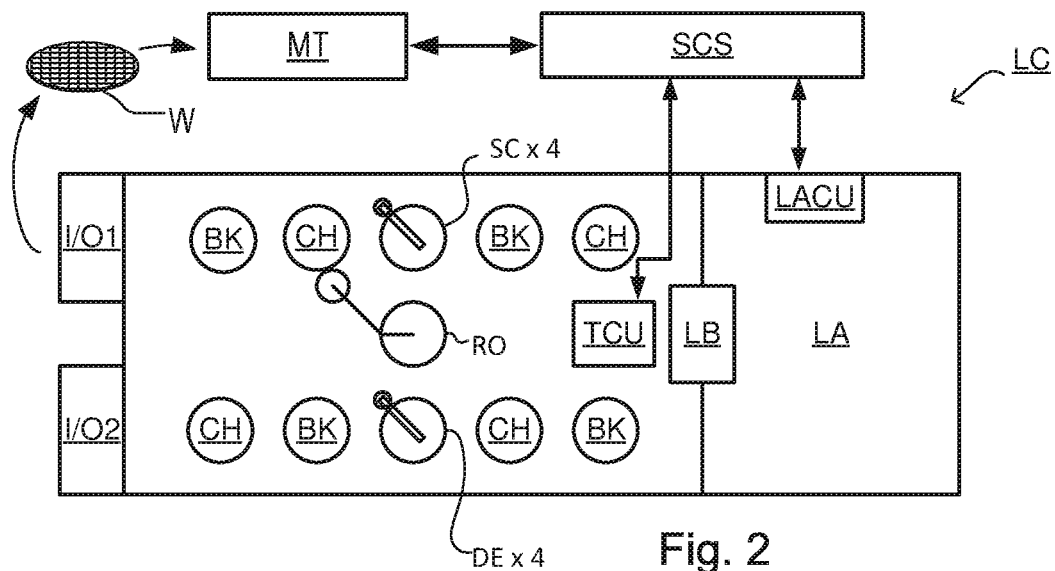 MT
SCS
LC
W
SC x 4
LACU
I/O1
BK
CH
BK
CH
TCU
LB
LA
RO
I/O2
CH
BK
CH
BK
DE x 4
Fig. 2